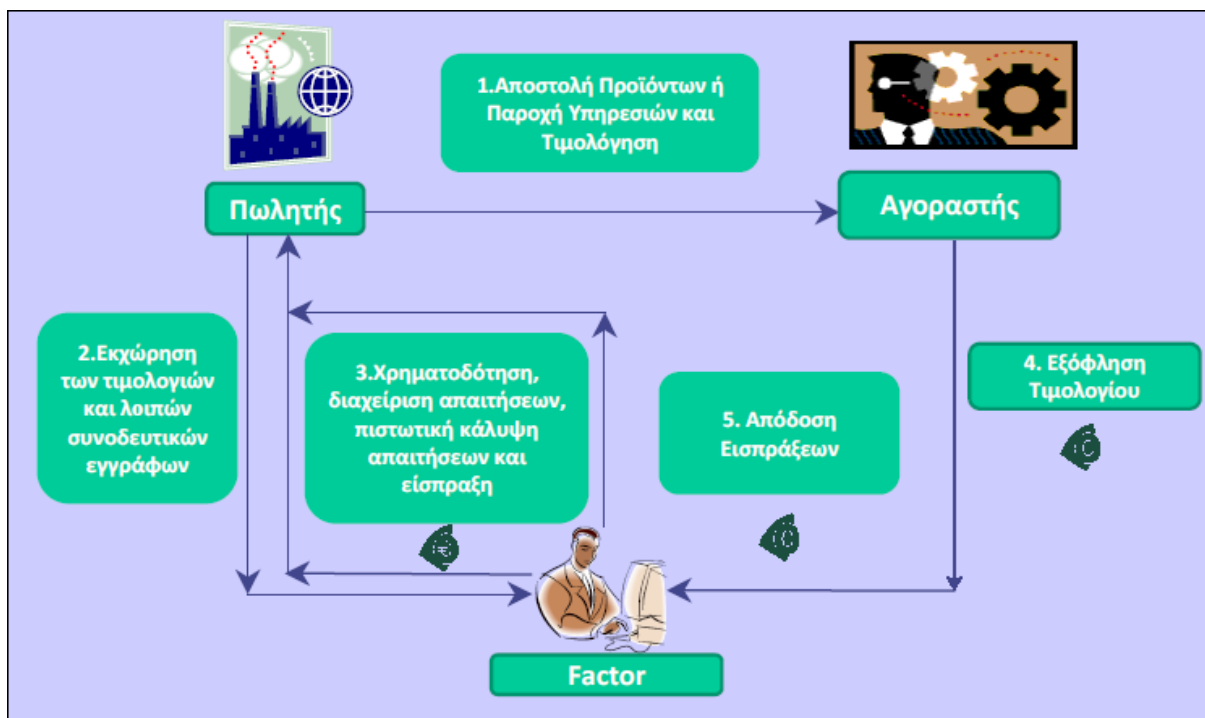 1.Αποστολή Προϊόντων ή
Παροχή Υπηρεσιών και
Τιμολόγηση
Πωλητής
Αγοραστής
2.Εκχώρηση
των τιμολογιών
και λοιπών
συνοδευτικών
εγγράφων
3.Χρηματοδότηση,
διαχείριση απαιτήσεων,
πιστωτική κάλυψη
απαιτήσεων και
είσπραξη
5. Απόδοση
Εισπράξεων
4. Εξόφληση
Τιμολογίου
Factor